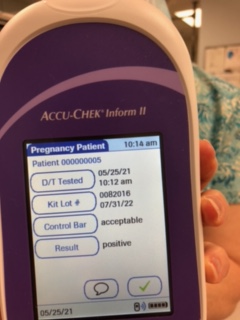 ACCU-CHEK® Inform II
Pregnancy Patient 10:14 am
Patient 000000005
D/T Tested 05/25/21
10:12 am
Kit Lot # 0082016
07/31/22
Control Bar acceptable
Result positive
05/25/21